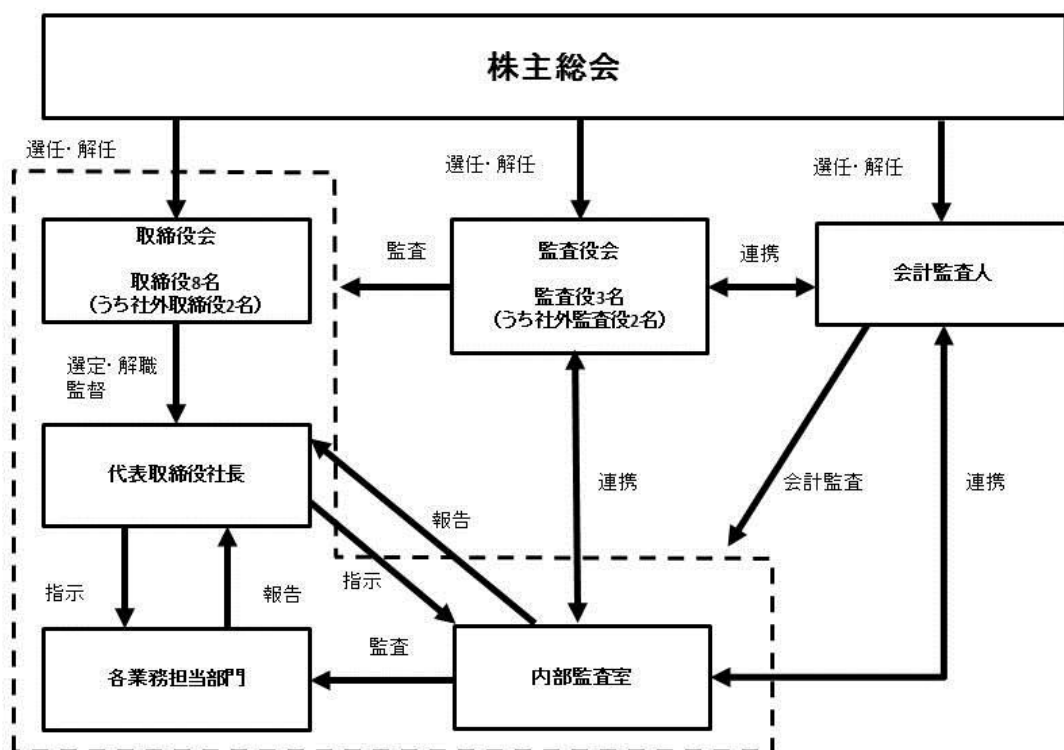 株主総会
選任・解任
選任・解任
選任・解任
取締役会
取締役8名
（うち社外取締役2名）
監査
監査役会
監査役3名
（うち社外監査役2名）
連携
会計監査人
選定・解職
監督
代表取締役社長
連携
会計監査
連携
報告
指示
指示
報告
各業務担当部門
監査
内部監査室